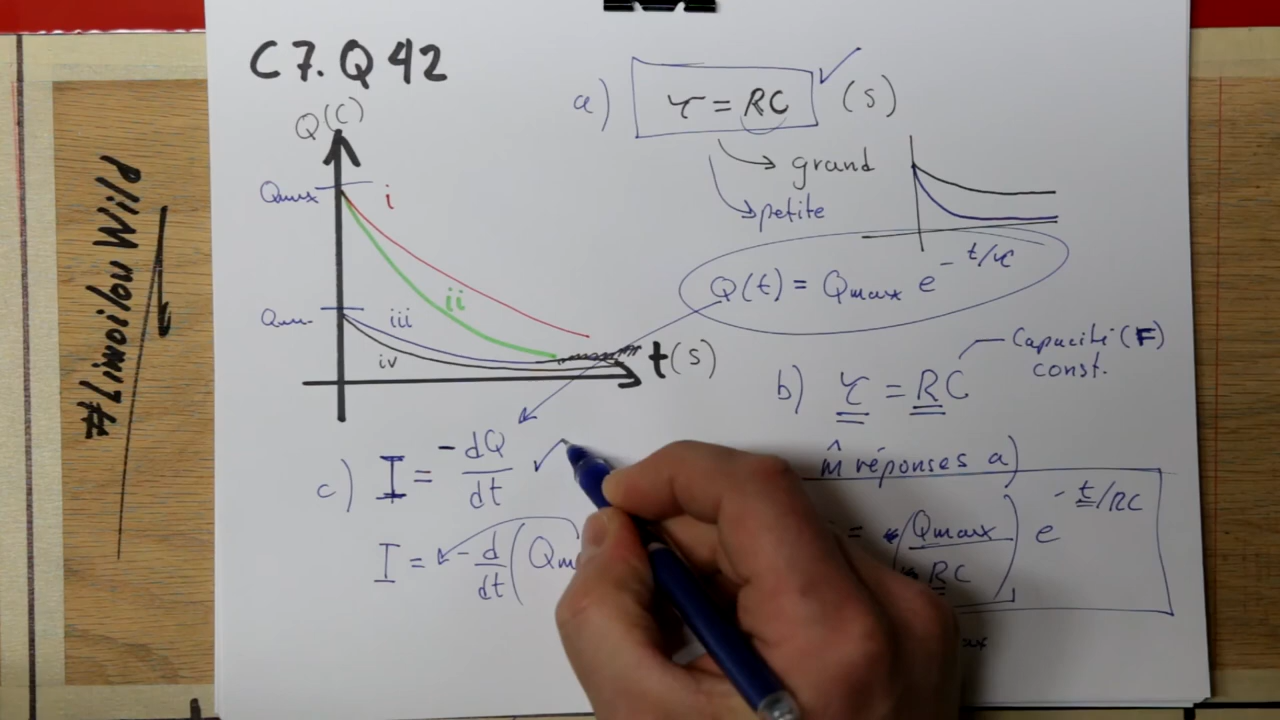 C7. Q42
Q(C)
Qmax
i
ii
iii
iv
t(s)
#Limoilou Wild
a) τ = RC (s)
grand
petite
Q(t) = Qmax e^-t/τ
Capacité (F)
const.
b) τ = RC
m̂ réponses a)
c) I = -dQ/dt
I = -d/dt (Qm
= (Qmax/RC) e^-t/RC